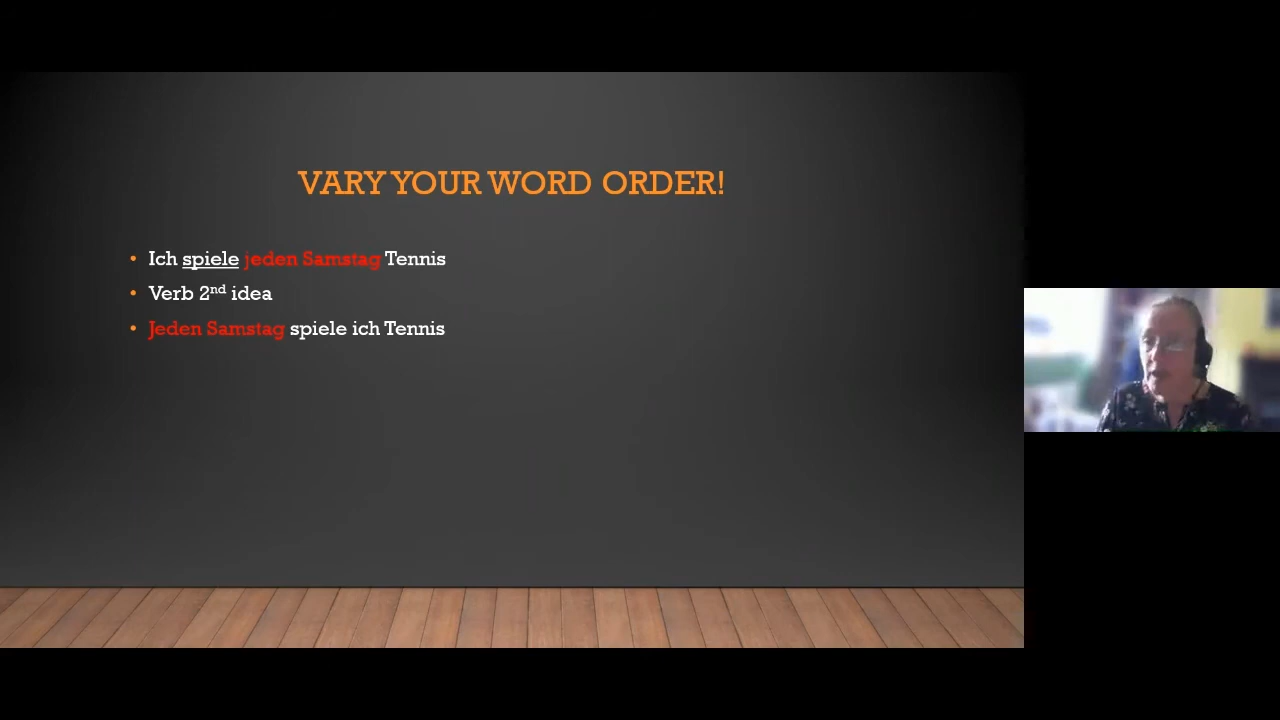 VARY YOUR WORD ORDER!
• Ich spiele jeden Samstag Tennis
• Verb 2nd idea
• Jeden Samstag spiele ich Tennis